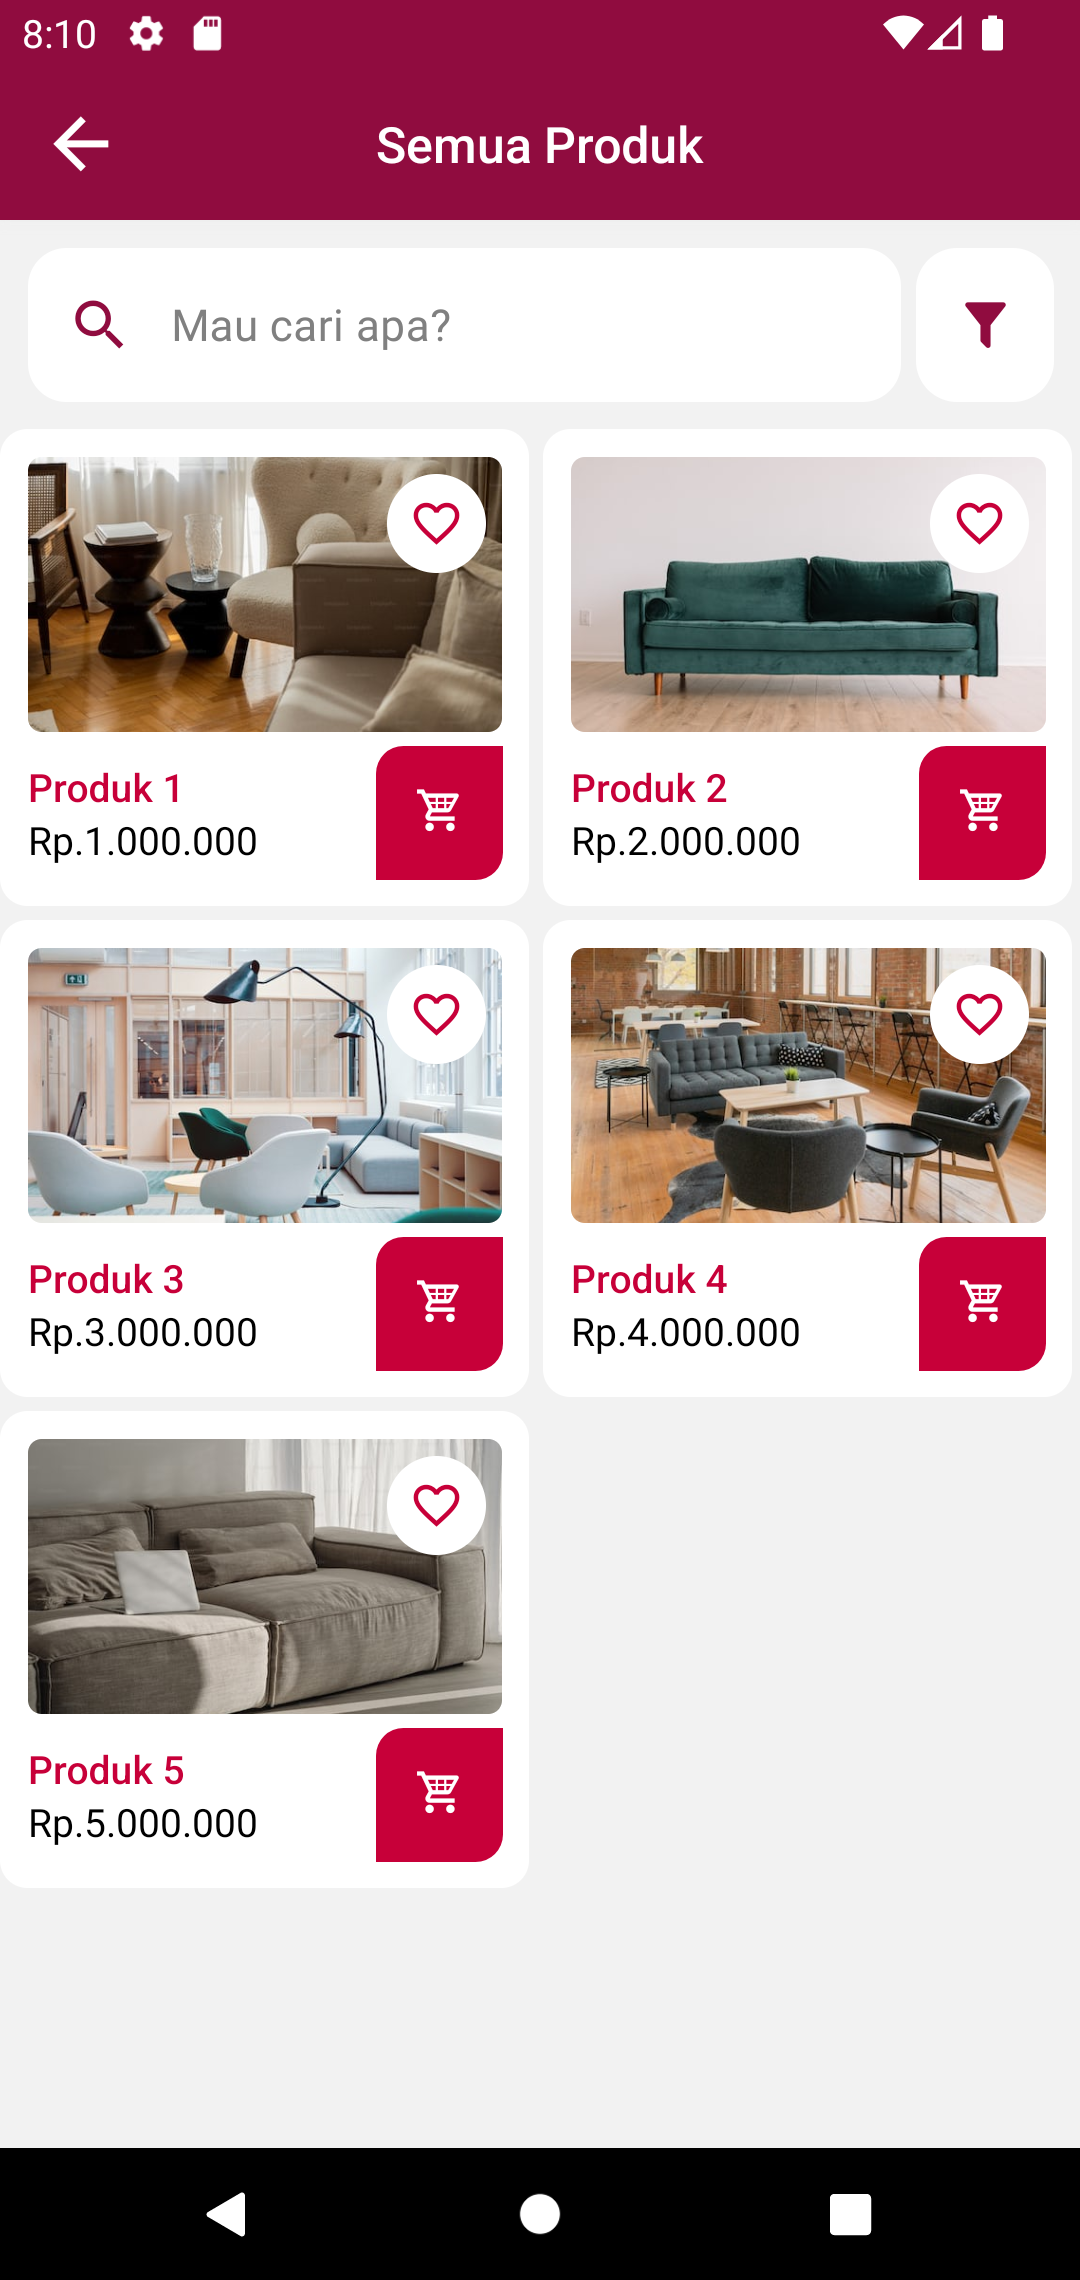 8:10
Semua Produk
Mau cari apa?
Produk 1
Rp.1.000.000
Produk 2
Rp.2.000.000
Produk 3
Rp.3.000.000
Produk 4
Rp.4.000.000
Produk 5
Rp.5.000.000